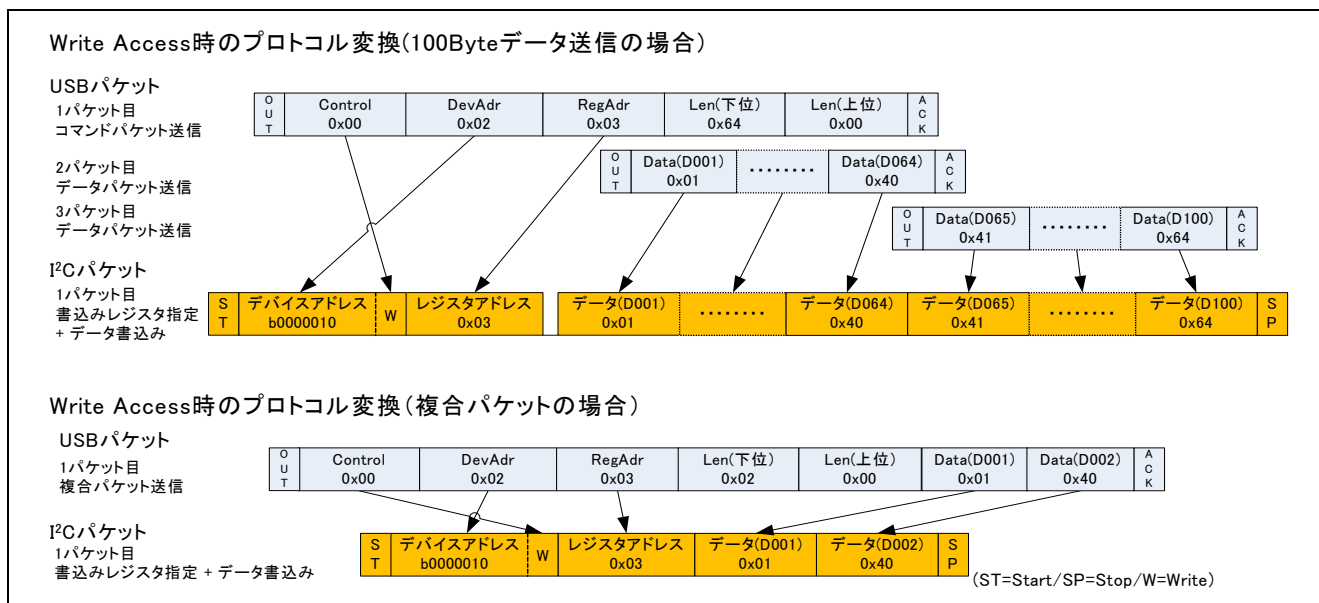 Write Access時のプロトコル変換(100Byteデータ送信の場合)
USBパケット
1パケット目
コマンドパケット送信
OUT Control 0x00 DevAdr 0x02 RegAdr 0x03 Len(下位) 0x64 Len(上位) 0x00 ACK
2パケット目
データパケット送信
OUT Data(D001) 0x01 ········ Data(D064) 0x40 ACK
3パケット目
データパケット送信
OUT Data(D065) 0x41 ········ Data(D100) 0x64 ACK
I²Cパケット
1パケット目
書込みレジスタ指定
+ データ書込み
ST デバイスアドレス b0000010 W レジスタアドレス 0x03 データ(D001) 0x01 ········ データ(D064) 0x40 データ(D065) 0x41 ········ データ(D100) 0x64 SP
Write Access時のプロトコル変換(複合パケットの場合)
USBパケット
1パケット目
複合パケット送信
OUT Control 0x00 DevAdr 0x02 RegAdr 0x03 Len(下位) 0x02 Len(上位) 0x00 Data(D001) 0x01 Data(D002) 0x40 ACK
I²Cパケット
1パケット目
書込みレジスタ指定 + データ書込み
ST デバイスアドレス b0000010 W レジスタアドレス 0x03 データ(D001) 0x01 データ(D002) 0x40 SP
(ST=Start/SP=Stop/W=Write)